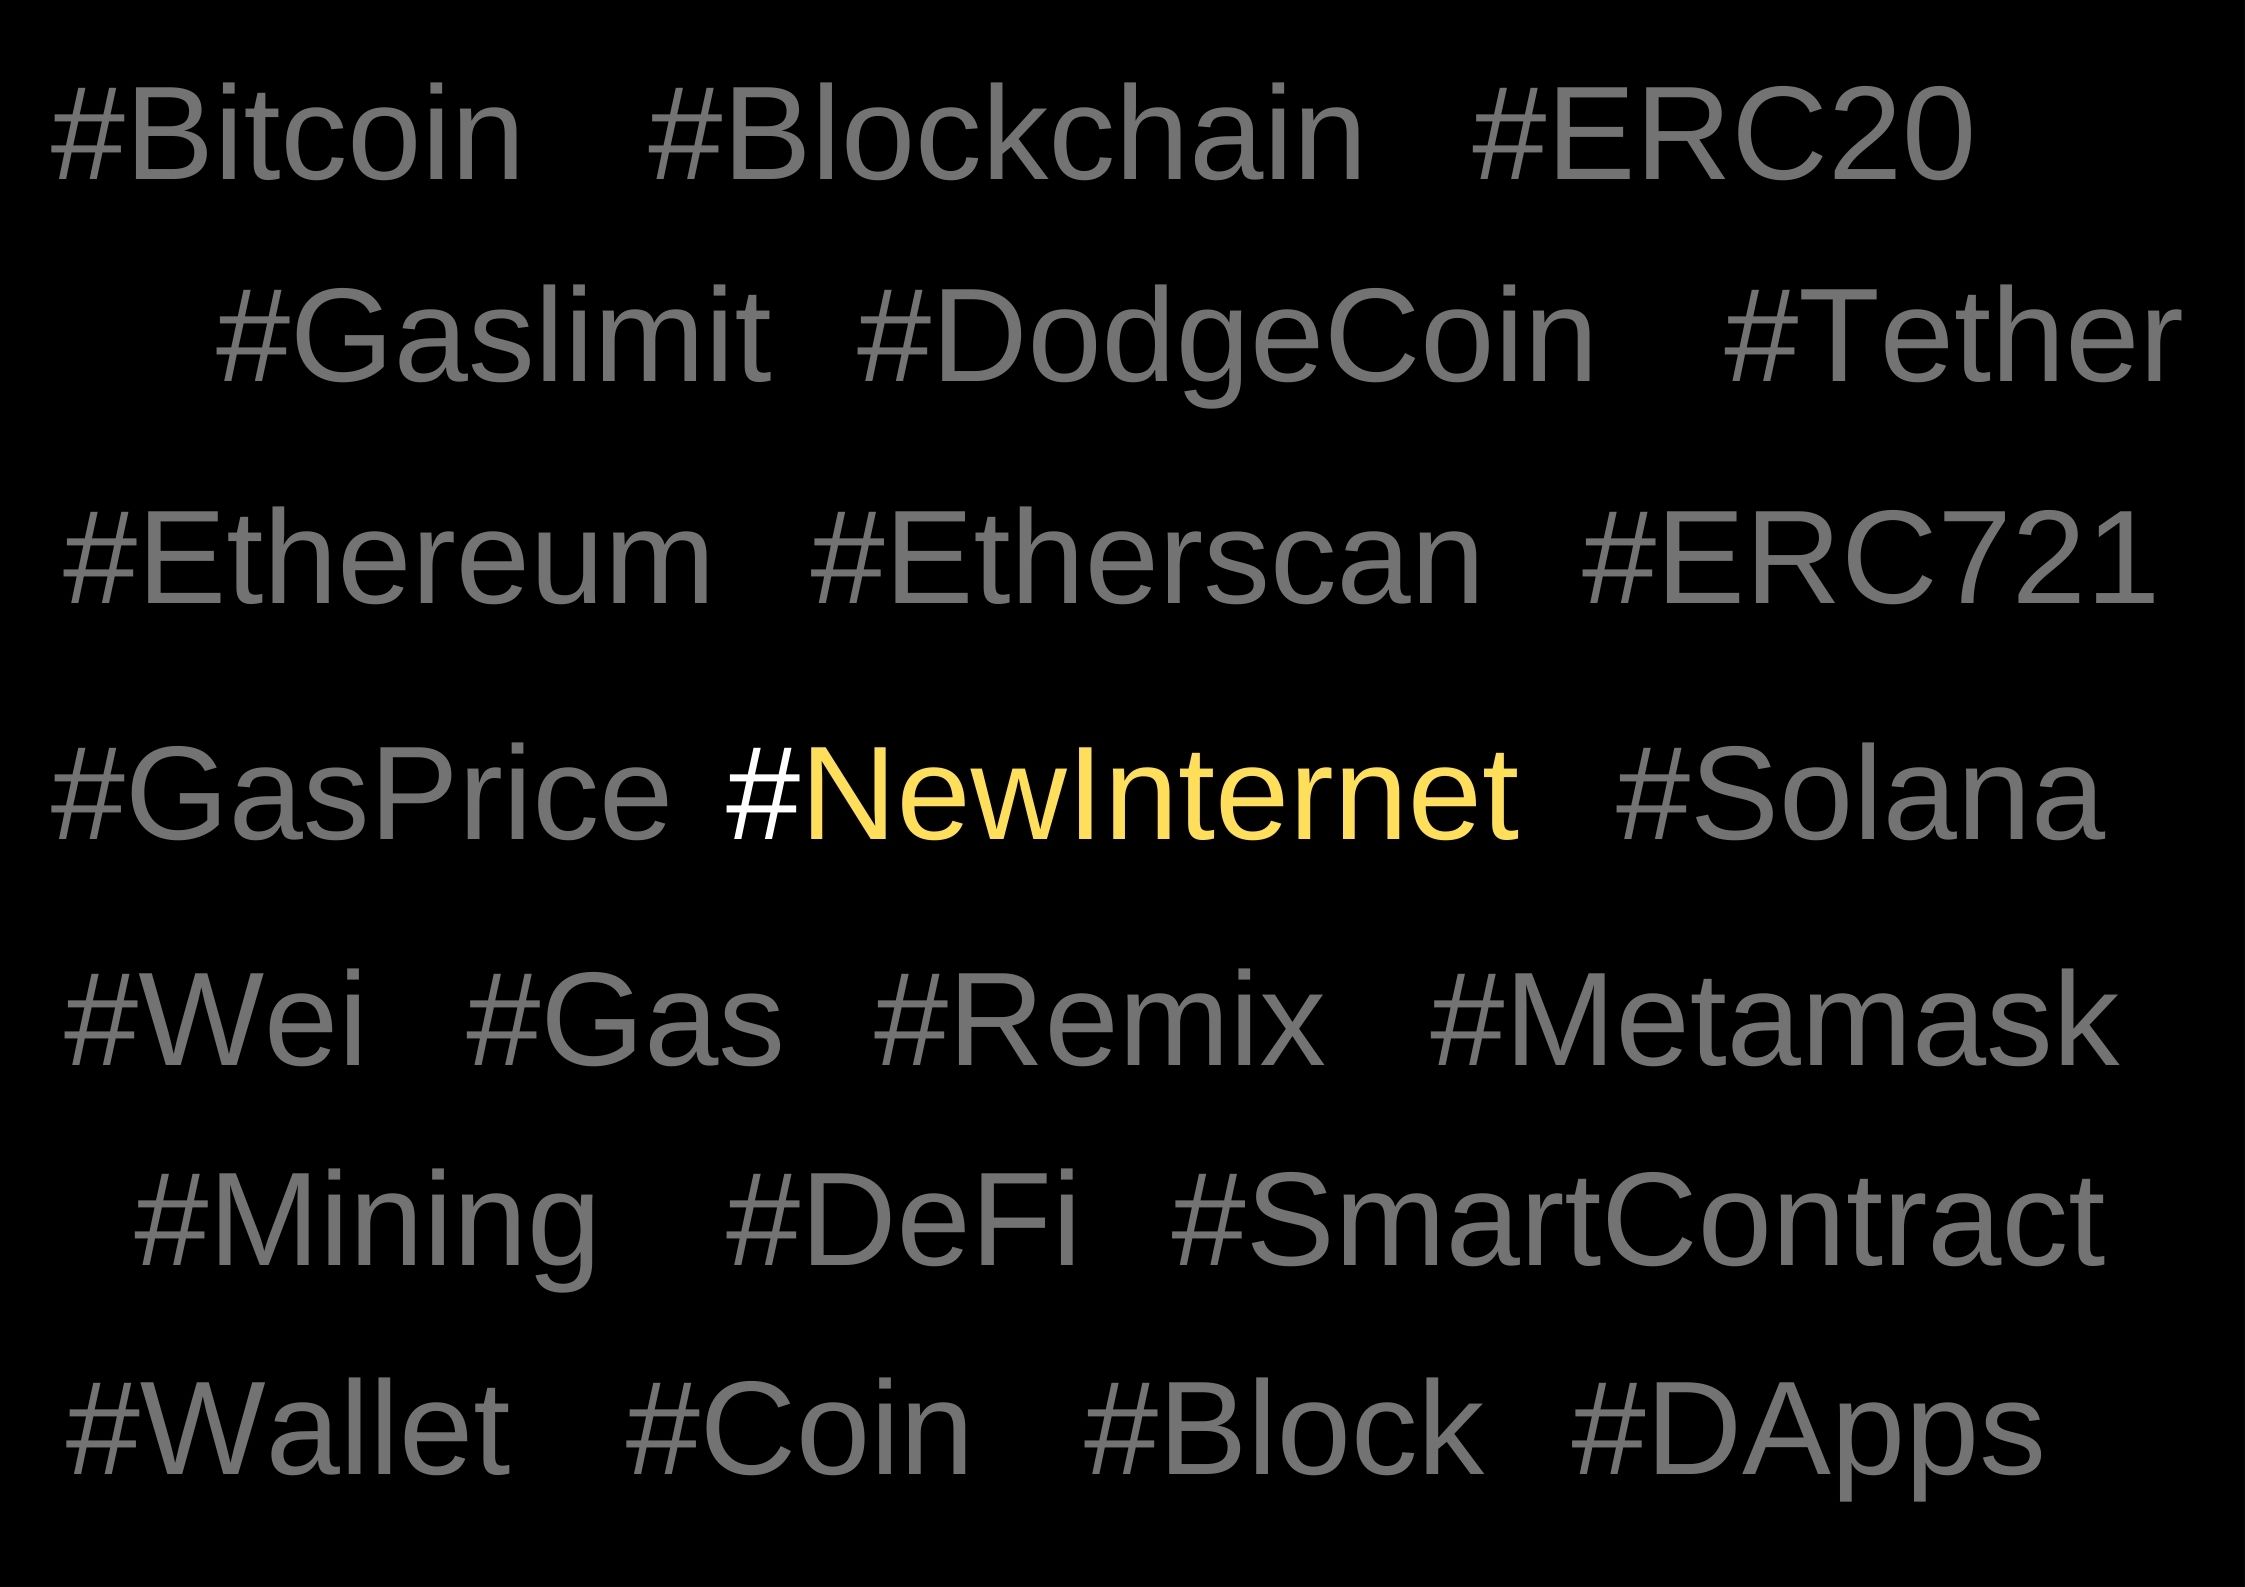 #Bitcoin #Blockchain #ERC20
#Gaslimit #DodgeCoin #Tether
#Ethereum #Etherscan #ERC721
#GasPrice #NewInternet #Solana
#Wei #Gas #Remix #Metamask
#Mining #DeFi #SmartContract
#Wallet #Coin #Block #DApps